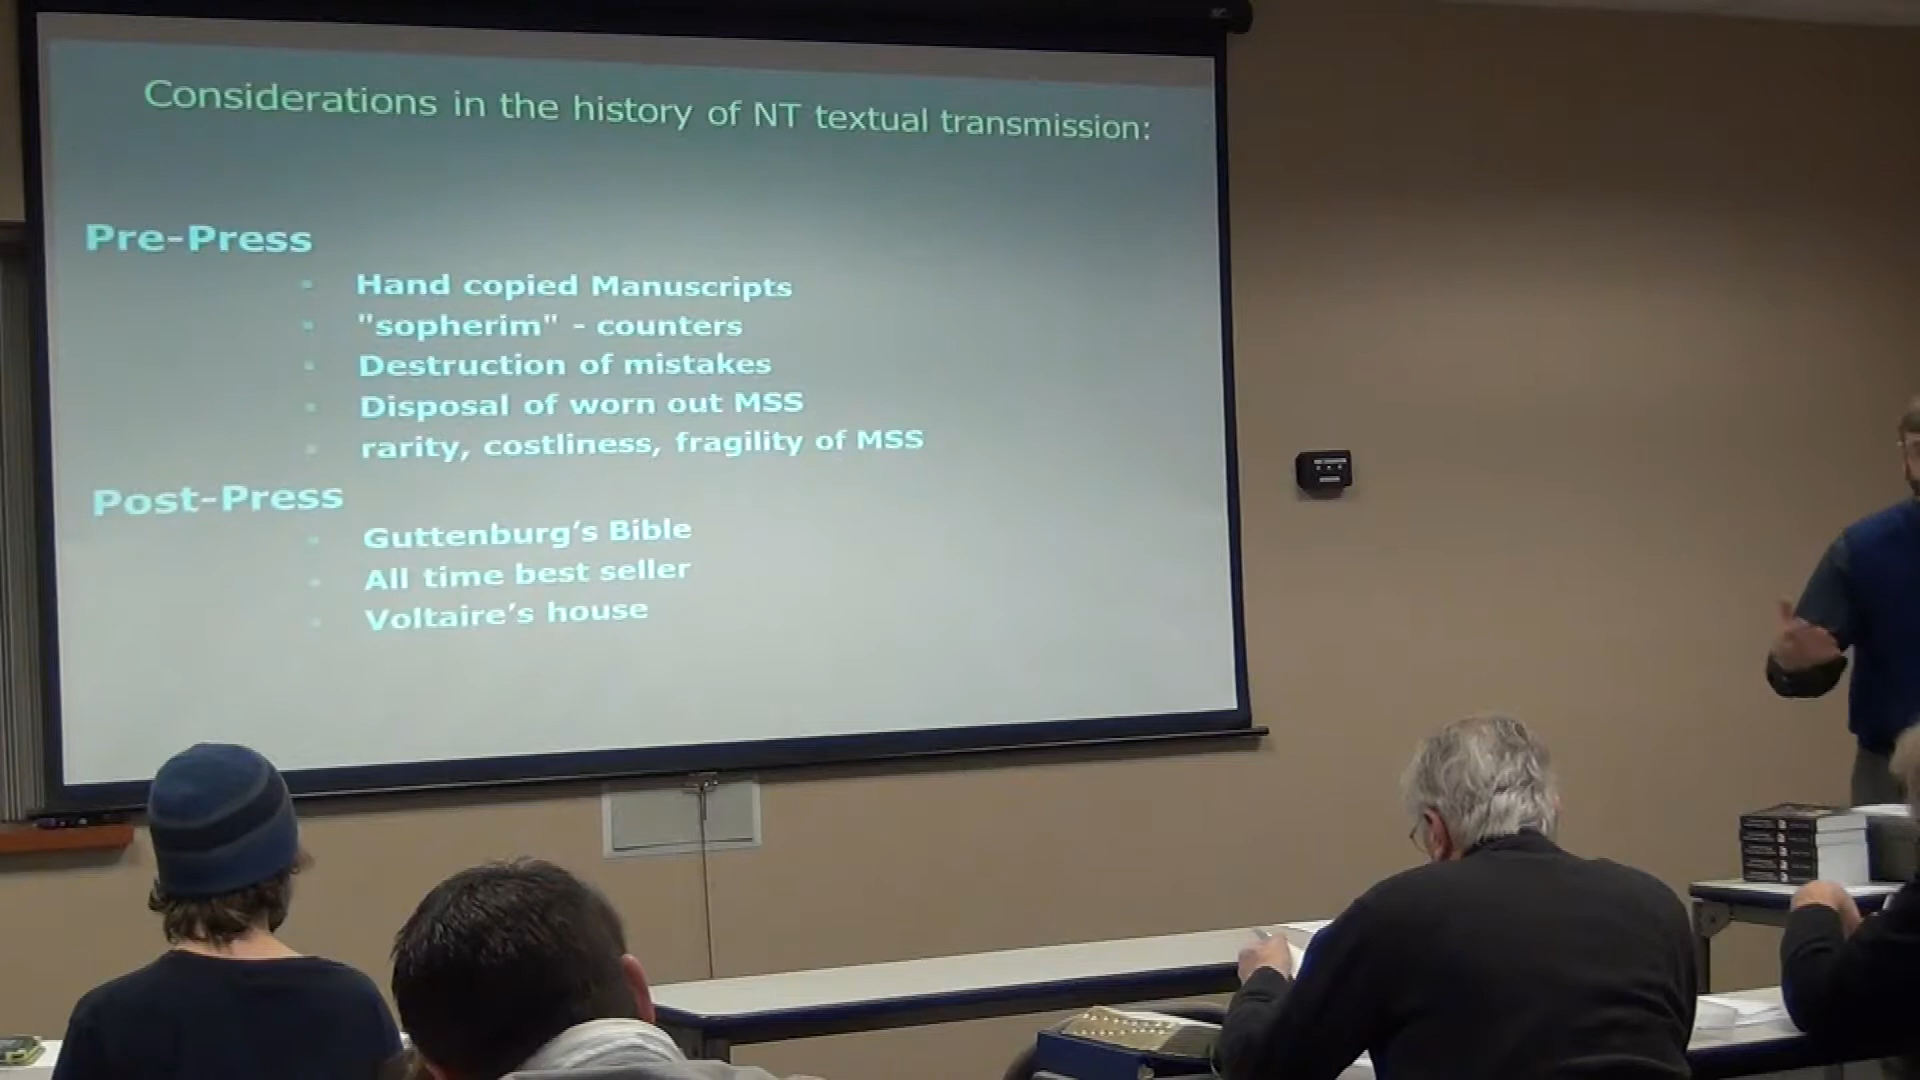 Considerations in the history of NT textual transmission:
Pre-Press
Hand copied Manuscripts
"sopherim" - counters
Destruction of mistakes
Disposal of worn out MSS
rarity, costliness, fragility of MSS
Post-Press
Guttenburg's Bible
All time best seller
Voltaire's house